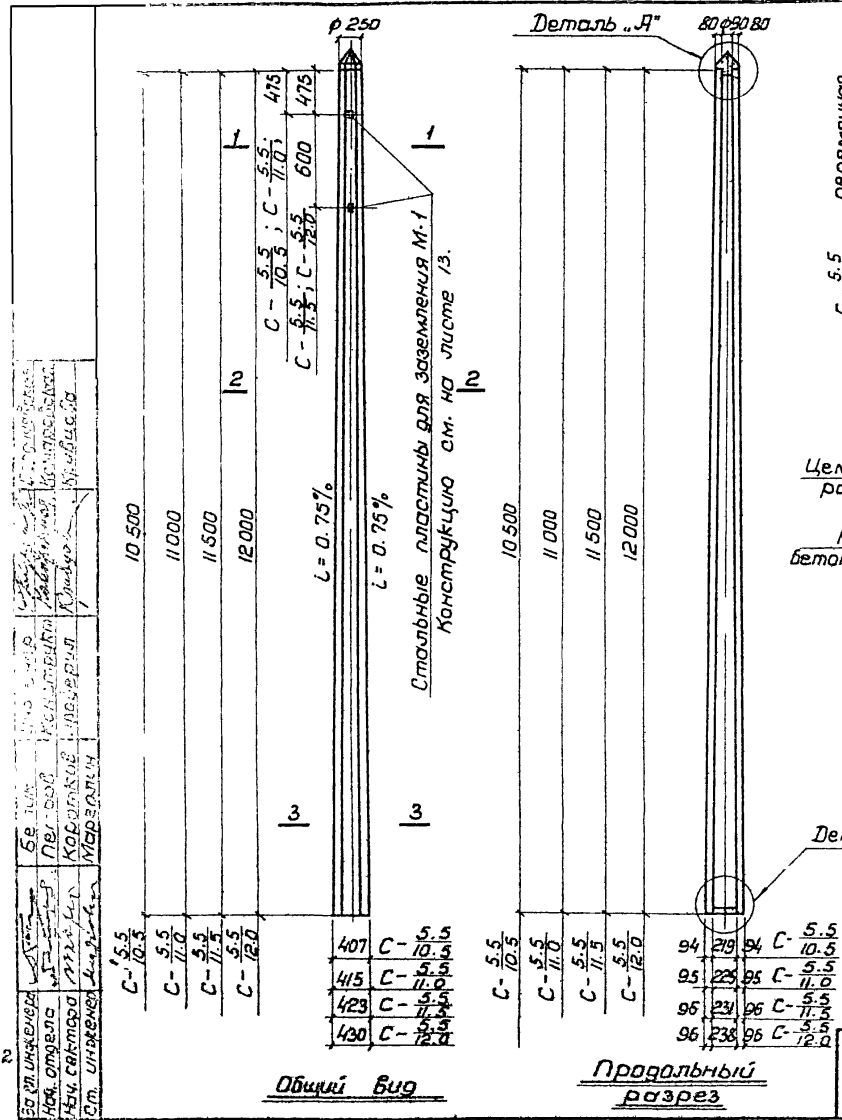 φ 250
475
475
600
1
1
С - 5.5/10.5 ; С - 5.5/11.0 ;
С - 5.5/11.5 ; С - 5.5/12.0
2
2
10 500
11 000
11 500
12 000
i = 0.75%
i = 0.75%
Стальные пластины для заземления М-1
Конструкцию см. на листе 13.
3
3
С - 5.5/10.5
С - 5.5/11.0
С - 5.5/11.5
С - 5.5/12.0
407 С - 5.5/10.5
415 С - 5.5/11.0
423 С - 5.5/11.5
430 С - 5.5/12.0
Общий вид
Деталь „А"
80 φ90 80
10 500
11 000
11 500
12 000
С - 5.5/10.5
С - 5.5/11.0
С - 5.5/11.5
С - 5.5/12.0
94 219 94 С - 5.5/10.5
95 225 95 С - 5.5/11.0
96 231 96 С - 5.5/11.5
96 238 96 С - 5.5/12.0
Продольный
разрез
С 5.5
Цем
бетон
Дет
Нач. отдела
Нач. сектора Коротков
Ст. инженер Марголин
2